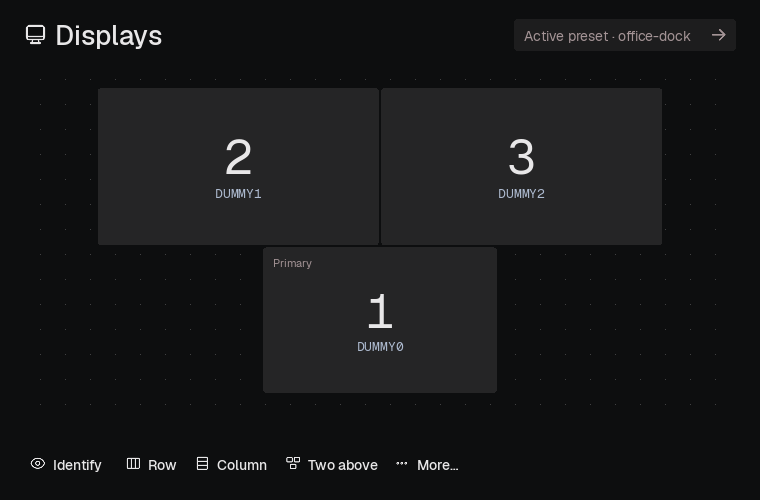 Displays
Active preset · office-dock
2
DUMMY1
3
DUMMY2
Primary
1
DUMMY0
Identify
Row
Column
Two above
More...